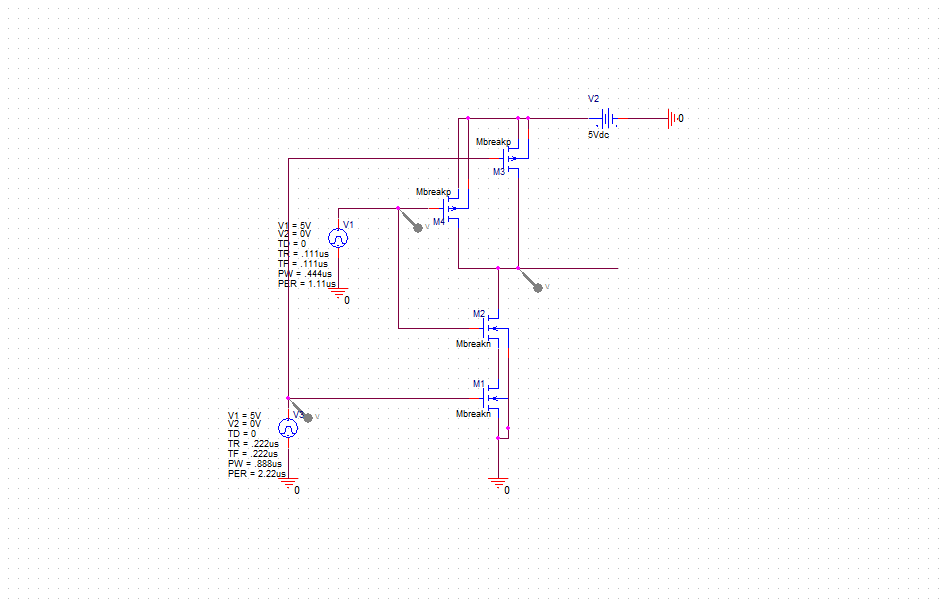 V2
0
5Vdc
Mbreakp
M3
Mbreakp
M4
V
V1
V1 = 5V
V2 = 0V
TD = 0
TR = .111us
TF = .111us
PW = .444us
PER = 1.11us
0
V
M2
Mbreakn
M1
Mbreakn
V3
V
V1 = 5V
V2 = 0V
TD = 0
TR = .222us
TF = .222us
PW = .888us
PER = 2.22us
0
0